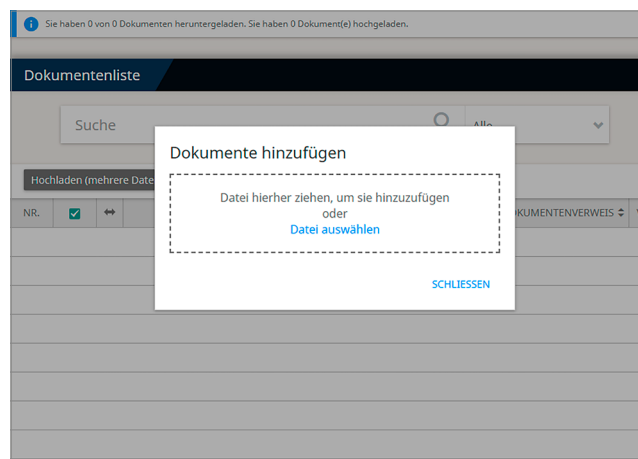 Sie haben 0 von 0 Dokumenten heruntergeladen. Sie haben 0 Dokument(e) hochgeladen.
Dokumentenliste
Suche
Alle
Dokumente hinzufügen
Datei hierher ziehen, um sie hinzuzufügen
oder
Datei auswählen
SCHLIESSEN
Hochladen (mehrere Date
NR.
OKUMENTENVERWEIS